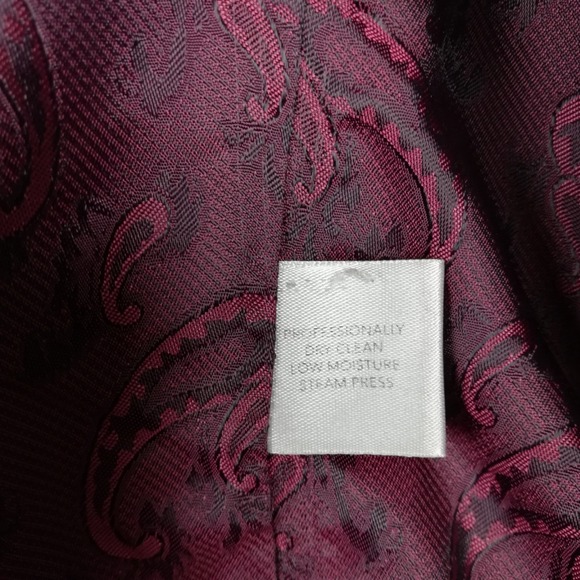 PROFESSIONALLY
DRY CLEAN
LOW MOISTURE
STEAM PRESS